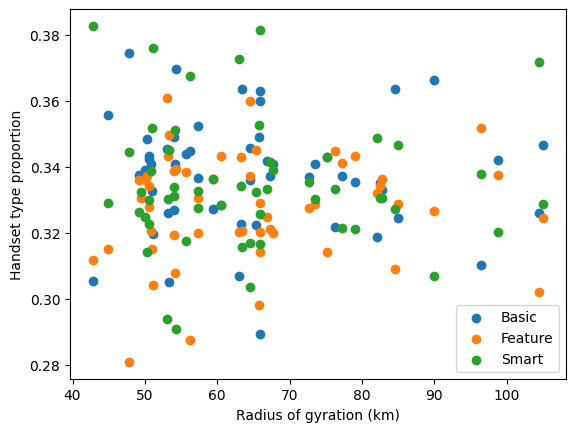 0.38
0.36
0.34
0.32
0.30
0.28
Handset type proportion
40 50 60 70 80 90 100
Radius of gyration (km)
Basic
Feature
Smart